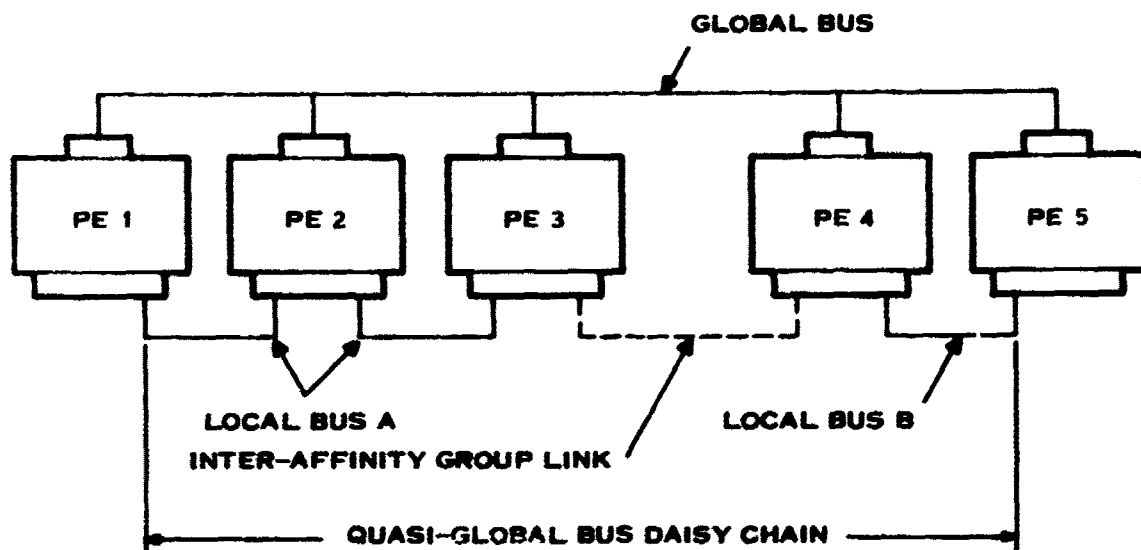 GLOBAL BUS
PE 1
PE 2
PE 3
PE 4
PE 5
LOCAL BUS A
LOCAL BUS B
INTER-AFFINITY GROUP LINK
QUASI-GLOBAL BUS DAISY CHAIN